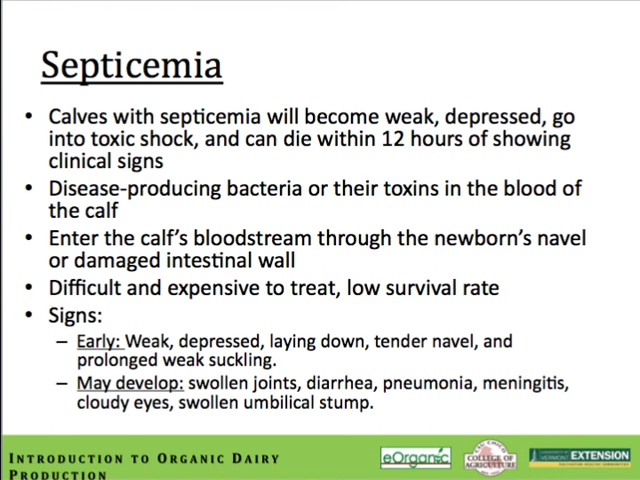 Septicemia
• Calves with septicemia will become weak, depressed, go
into toxic shock, and can die within 12 hours of showing
clinical signs
• Disease-producing bacteria or their toxins in the blood of
the calf
• Enter the calf's bloodstream through the newborn's navel
or damaged intestinal wall
• Difficult and expensive to treat, low survival rate
• Signs:
– Early: Weak, depressed, laying down, tender navel, and
prolonged weak suckling.
– May develop: swollen joints, diarrhea, pneumonia, meningitis,
cloudy eyes, swollen umbilical stump.
INTRODUCTION TO ORGANIC DAIRY
PRODUCTION
eOrganic
COLLEGE OF
AGRICULTURE
VERMONT EXTENSION